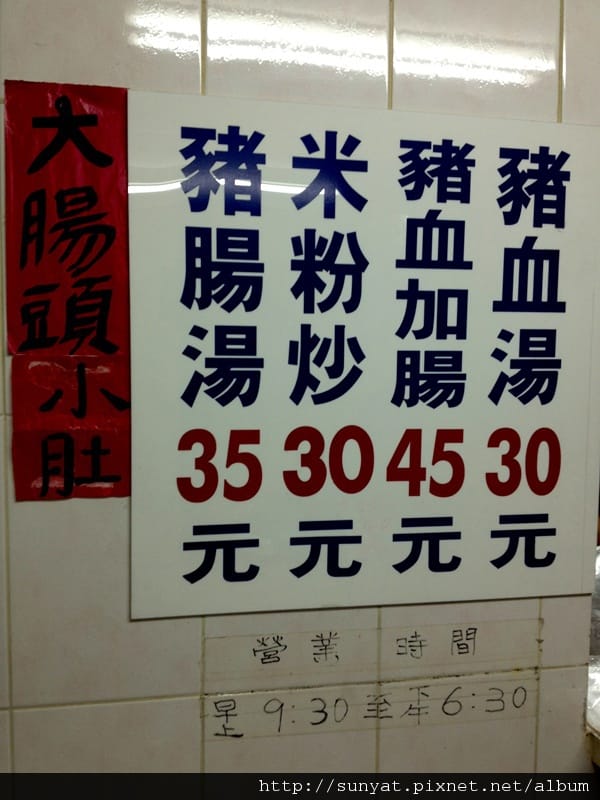 豬血湯30元
豬血加腸45元
米粉炒30元
豬腸湯35元
大腸頭小肚
營業時間
早上9:30至下午6:30
http://sunyat.pixnet.net/album